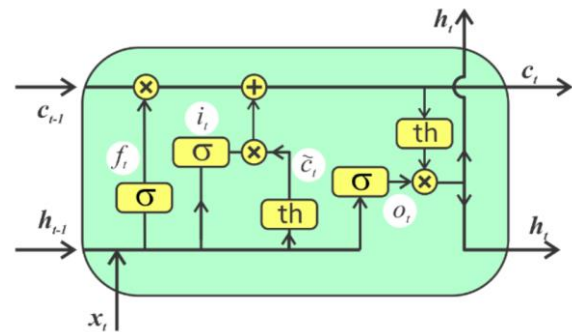 h_t
c_{t-1}
×
+
c_t
i_t
th
f_t
σ
×
c̃_t
σ
×
σ
th
o_t
h_{t-1}
h_t
x_t